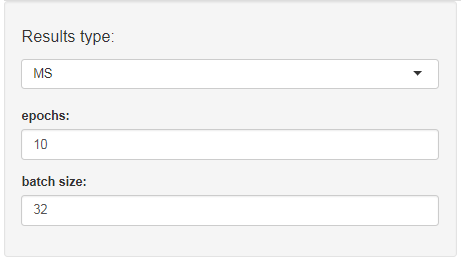 Results type:
MS
epochs:
10
batch size:
32